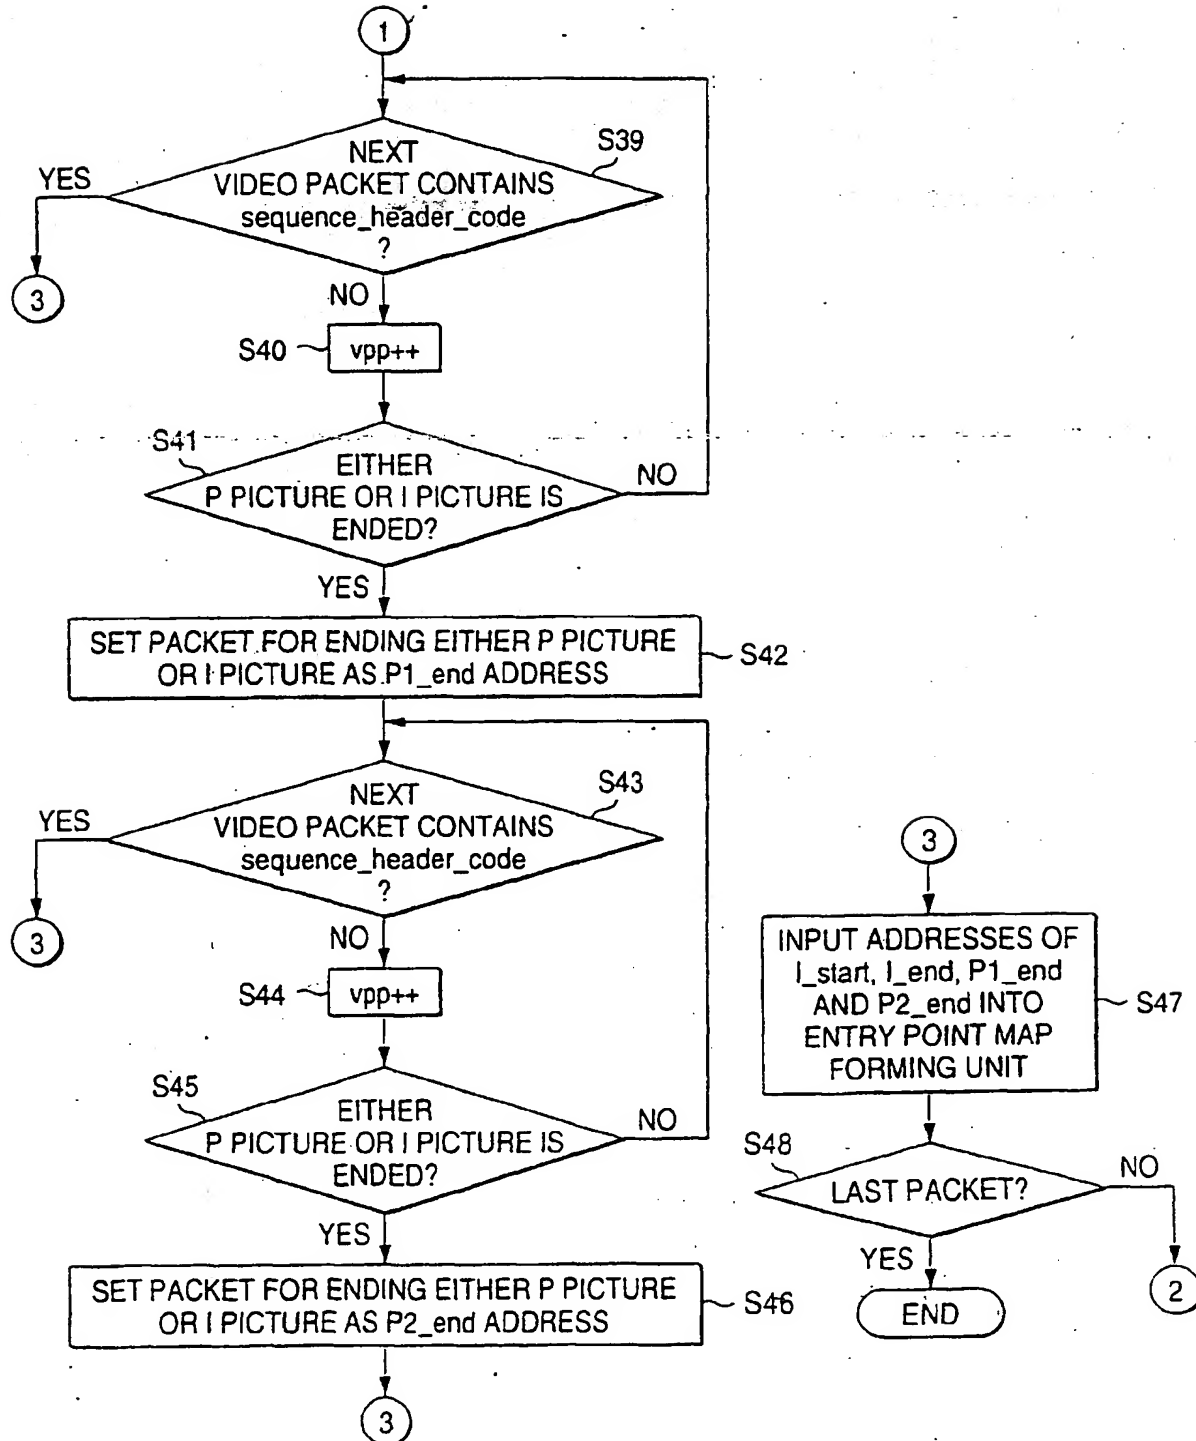 1
NEXT
VIDEO PACKET CONTAINS
sequence_header_code
?
S39
YES
3
NO
S40
vpp++
S41
EITHER
P PICTURE OR I PICTURE IS
ENDED?
NO
YES
SET PACKET FOR ENDING EITHER P PICTURE
OR I PICTURE AS P1_end ADDRESS
S42
NEXT
VIDEO PACKET CONTAINS
sequence_header_code
?
S43
YES
3
NO
S44
vpp++
S45
EITHER
P PICTURE OR I PICTURE IS
ENDED?
NO
YES
SET PACKET FOR ENDING EITHER P PICTURE
OR I PICTURE AS P2_end ADDRESS
S46
3
3
INPUT ADDRESSES OF
I_start, I_end, P1_end
AND P2_end INTO
ENTRY POINT MAP
FORMING UNIT
S47
S48
LAST PACKET?
NO
YES
END
2